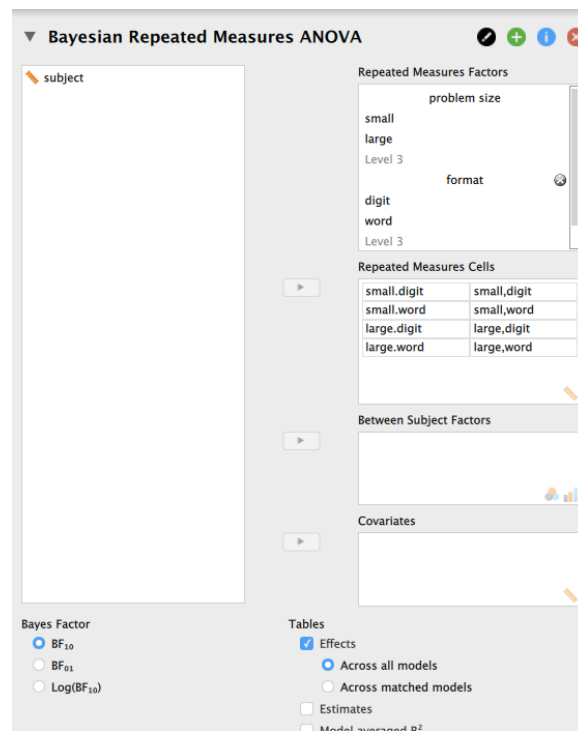 Bayesian Repeated Measures ANOVA
subject
Repeated Measures Factors
problem size
small
large
Level 3
format
digit
word
Level 3
Repeated Measures Cells
small.digit small,digit
small.word small,word
large.digit large,digit
large.word large,word
Between Subject Factors
Covariates
Bayes Factor
BF₁₀
BF₀₁
Log(BF₁₀)
Tables
Effects
Across all models
Across matched models
Estimates
Model averaged R²